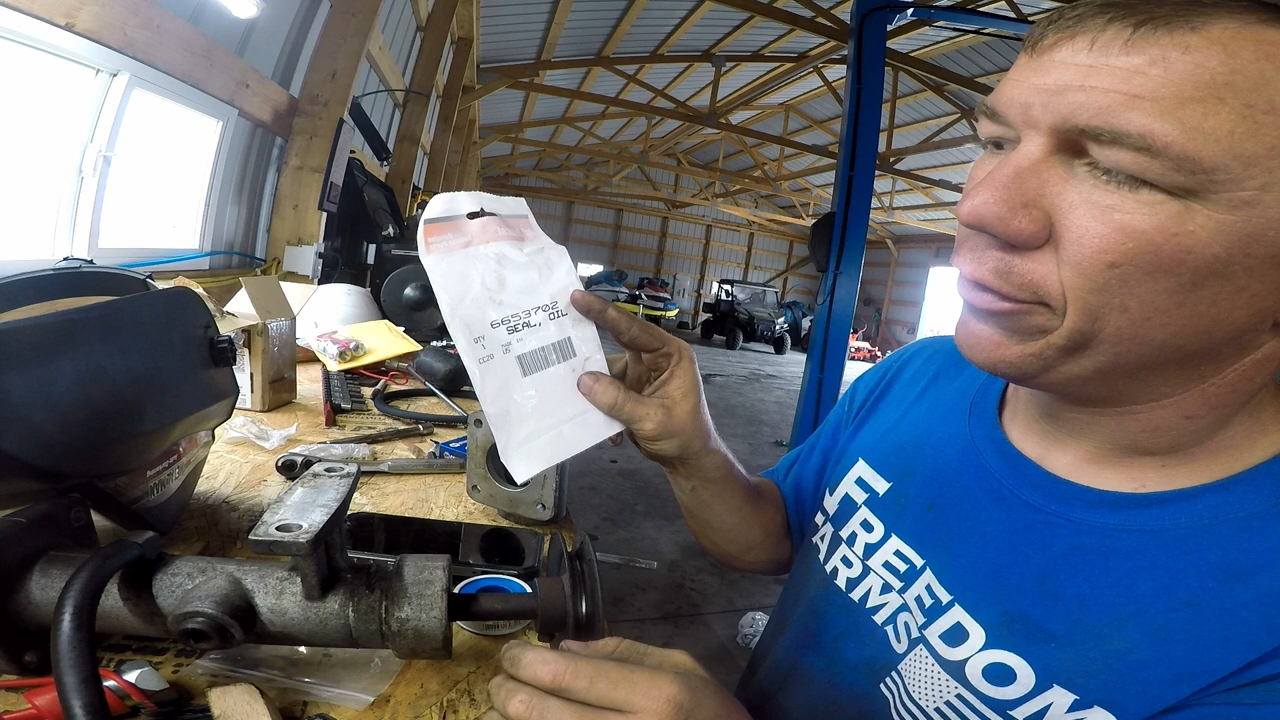 6653702
SEAL, OIL
QTY MADE IN
1 US
CC20
FREEDOM
FARMS